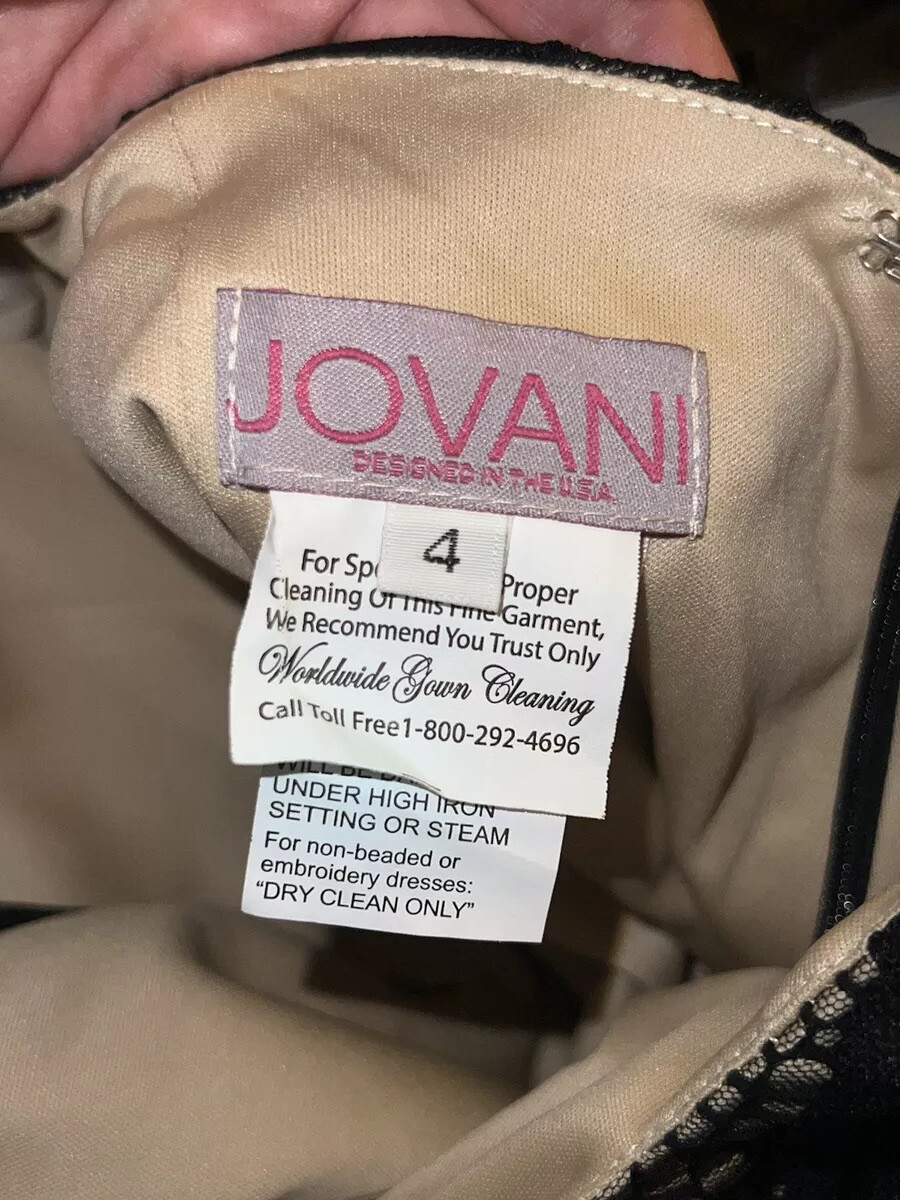 JOVANI
DESIGNED IN THE U.S.A.
4
For Proper
Cleaning Of This Fine Garment,
We Recommend You Trust Only
Worldwide Gown Cleaning
Call Toll Free1-800-292-4696
WILL BE
UNDER HIGH IRON
SETTING OR STEAM
For non-beaded or
embroidery dresses:
"DRY CLEAN ONLY"